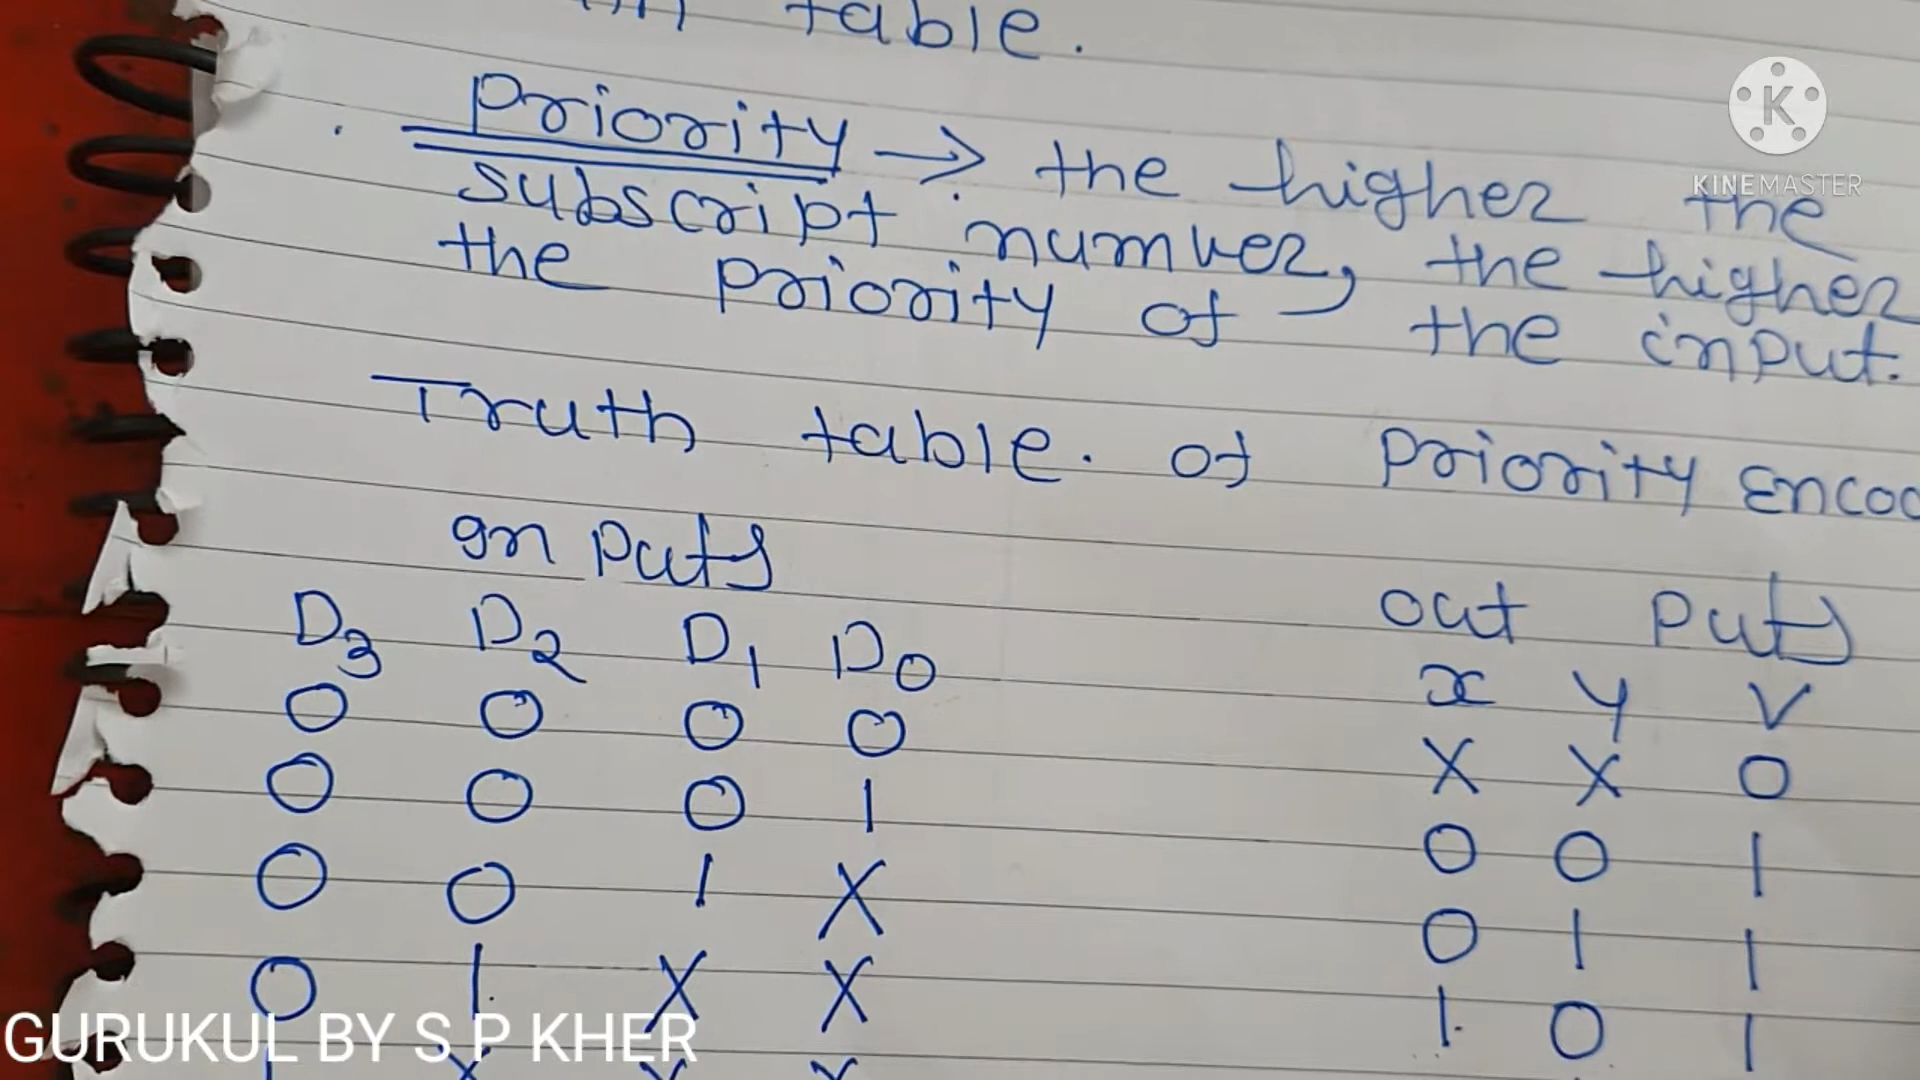 table.
Priority → the higher the
subscript number, the higher
the priority of the input.
Truth table. of Priority Encod
Inputs
Out puts
D3 D2 D1 D0
x y v
0 0 0 0 X X 0
0 0 0 1 0 0 1
0 0 1 X 0 1 1
0 1 X X 1 0 1
KINEMASTER
GURUKUL BY S P KHER